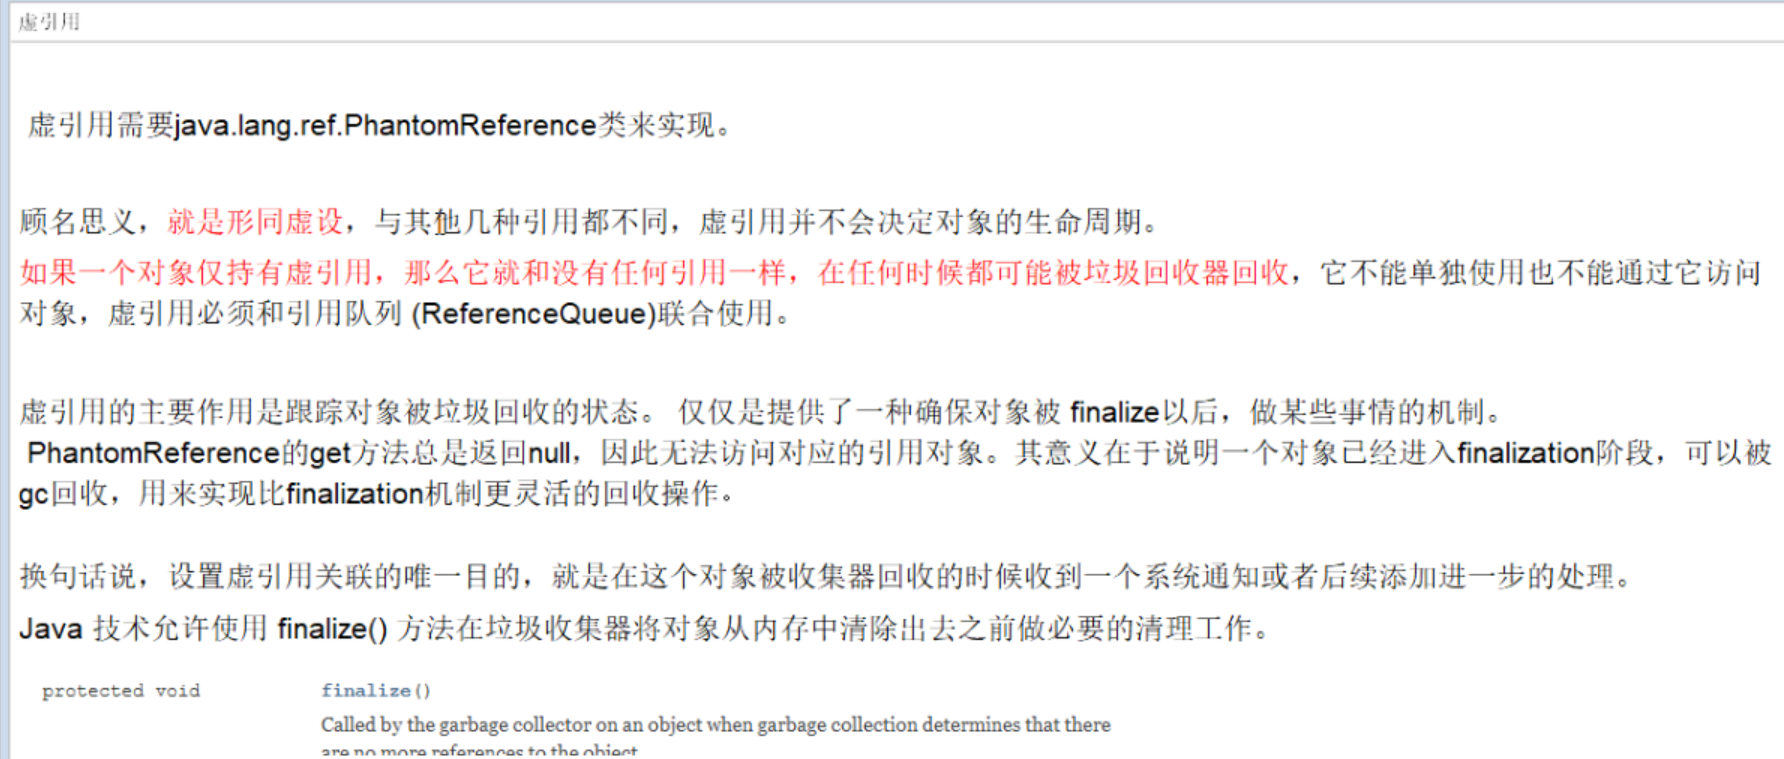 虚引用
虚引用需要java.lang.ref.PhantomReference类来实现。
顾名思义，就是形同虚设，与其他几种引用都不同，虚引用并不会决定对象的生命周期。
如果一个对象仅持有虚引用，那么它就和没有任何引用一样，在任何时候都可能被垃圾回收器回收，它不能单独使用也不能通过它访问
对象，虚引用必须和引用队列 (ReferenceQueue)联合使用。
虚引用的主要作用是跟踪对象被垃圾回收的状态。 仅仅是提供了一种确保对象被 finalize以后，做某些事情的机制。
PhantomReference的get方法总是返回null，因此无法访问对应的引用对象。其意义在于说明一个对象已经进入finalization阶段，可以被
gc回收，用来实现比finalization机制更灵活的回收操作。
换句话说，设置虚引用关联的唯一目的，就是在这个对象被收集器回收的时候收到一个系统通知或者后续添加进一步的处理。
Java 技术允许使用 finalize() 方法在垃圾收集器将对象从内存中清除出去之前做必要的清理工作。
protected void finalize()
Called by the garbage collector on an object when garbage collection determines that there
are no more references to the object